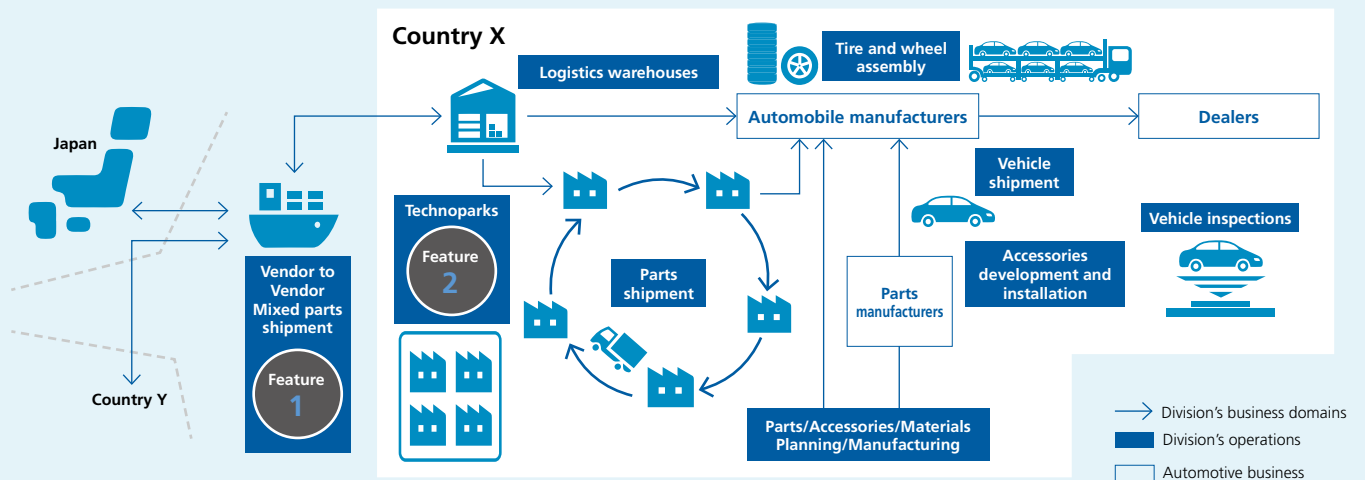 Country X
Japan
Country Y
Vendor to
Vendor
Mixed parts
shipment
Feature
1
Logistics warehouses
Technoparks
Feature
2
Parts
shipment
Tire and wheel
assembly
Automobile manufacturers
Dealers
Vehicle
shipment
Vehicle inspections
Accessories
development and
installation
Parts
manufacturers
Parts/Accessories/Materials
Planning/Manufacturing
Division's business domains
Division's operations
Automotive business